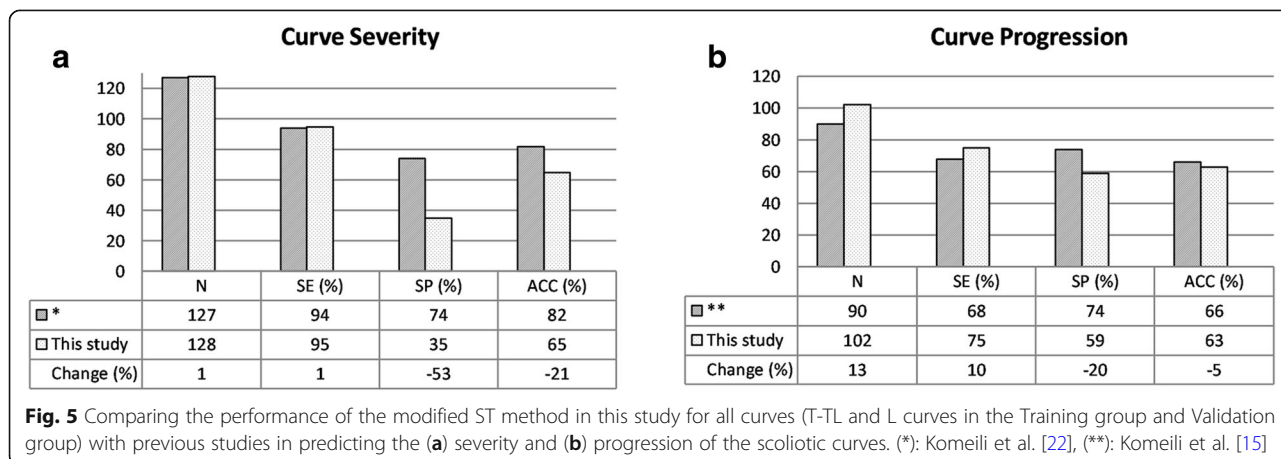 Curve Severity
a
120
100
80
60
40
20
0
N SE (%) SP (%) ACC (%)
* 127 94 74 82
This study 128 95 35 65
Change (%) 1 1 -53 -21
Curve Progression
b
120
100
80
60
40
20
0
N SE (%) SP (%) ACC (%)
** 90 68 74 66
This study 102 75 59 63
Change (%) 13 10 -20 -5
Fig. 5 Comparing the performance of the modified ST method in this study for all curves (T-TL and L curves in the Training group and Validation
group) with previous studies in predicting the (a) severity and (b) progression of the scoliotic curves. (*): Komeili et al. [22], (**): Komeili et al. [15]